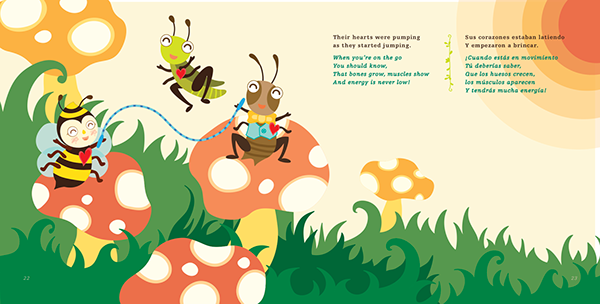 Their hearts were pumping
as they started jumping.
When you're on the go
You should know,
That bones grow, muscles show
And energy is never low!
Sus corazones estaban latiendo
Y empezaron a brincar.
¡Cuando estás en movimiento
Tú deberías saber,
Que los huesos crecen,
los músculos aparecen
Y tendrás mucha energía!
22
23